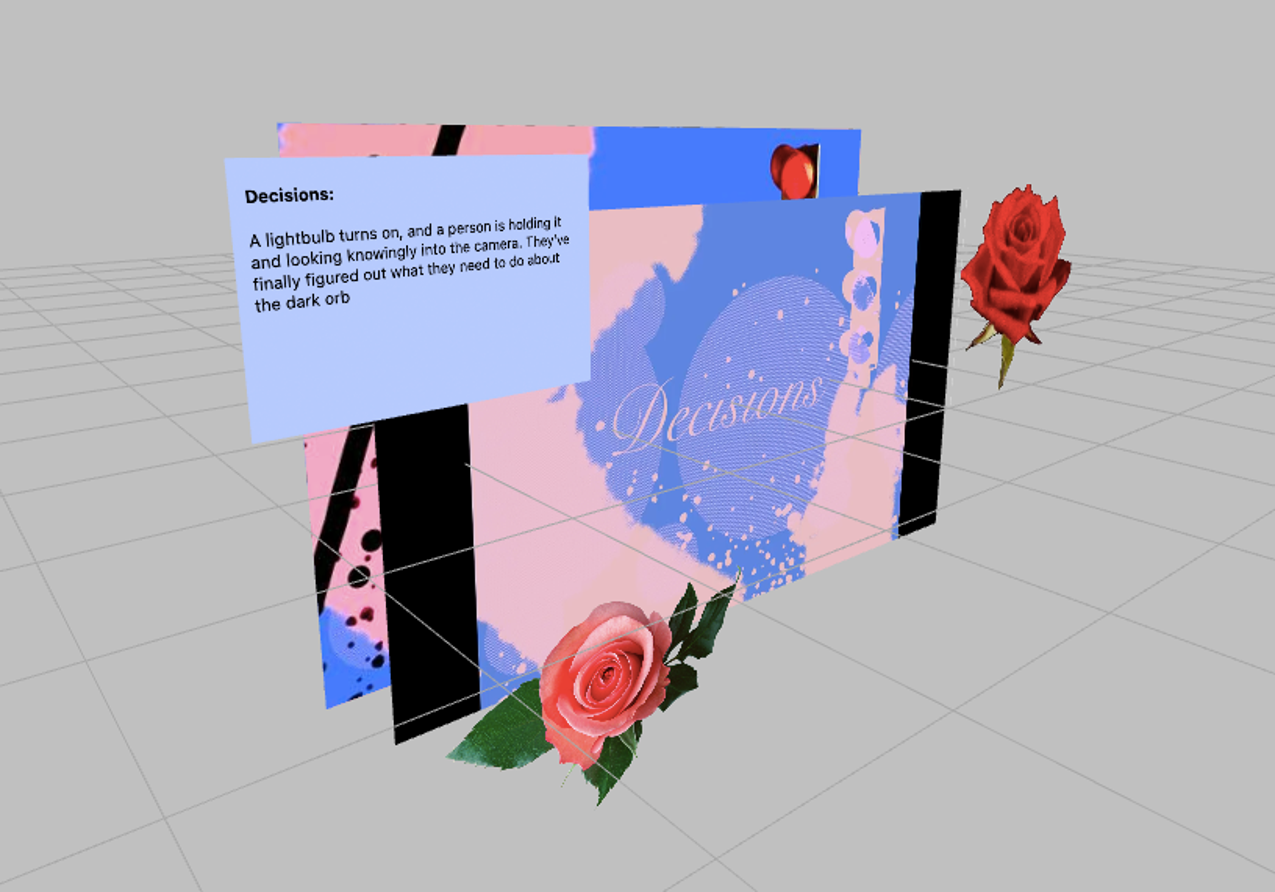 Decisions:
A lightbulb turns on, and a person is holding it
and looking knowingly into the camera. They've
finally figured out what they need to do about
the dark orb
Decisions